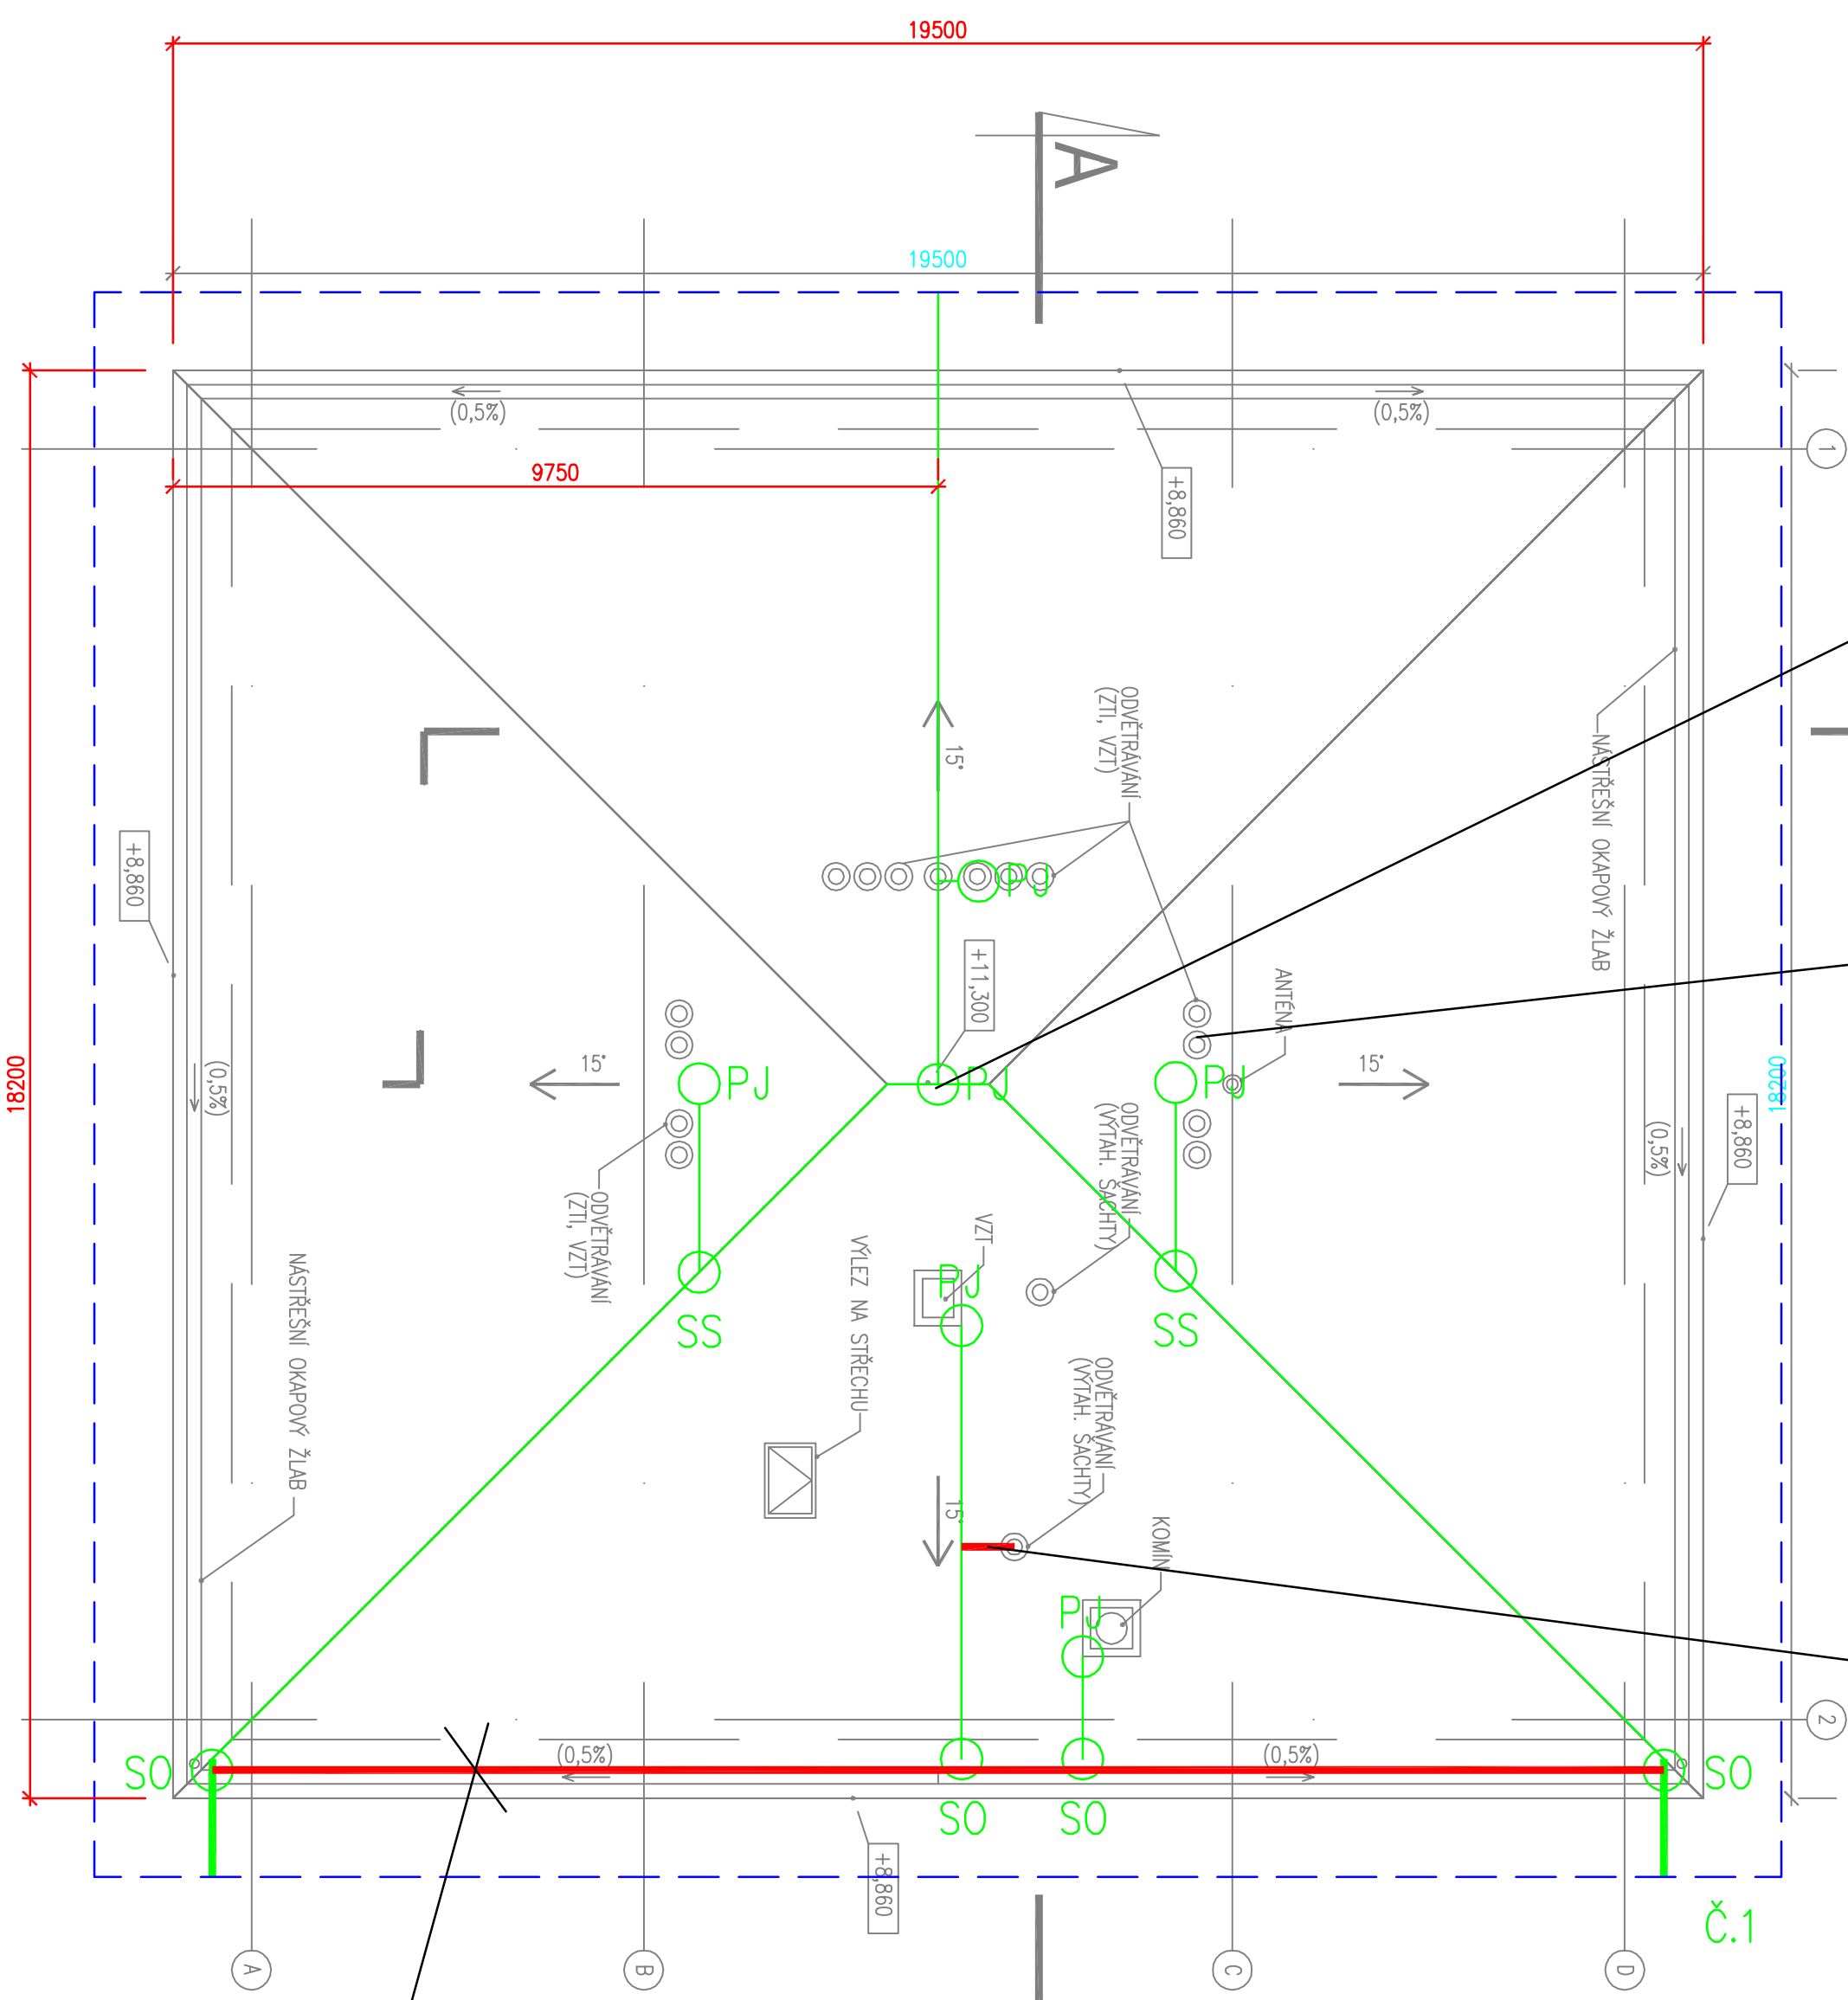 19500
A
19500
(0,5%)
(0,5%)
1
9750
+8,860
ODVĚTRÁVÁNÍ
(ZTI, VZT)
15°
NÁSTŘEŠNÍ OKAPOVÝ ŽLAB
+8,860
PJ
+11,300
ANTÉNA
18200
(0,5%)
15°
PJ
PJ
PJ
15°
18200
+8,860
(0,5%)
ODVĚTRÁVÁNÍ
(VÝTAH. ŠACHTY)
ODVĚTRÁVÁNÍ
(ZTI, VZT)
VZT
VÝLEZ NA STŘECHU
NÁSTŘEŠNÍ OKAPOVÝ ŽLAB
PJ
SS
SS
ODVĚTRÁVÁNÍ
(VÝTAH. ŠACHTY)
15°
KOMÍN
PJ
2
SO
(0,5%)
(0,5%)
SO
SO
SO
+8,860
Č.1
A
B
C
D